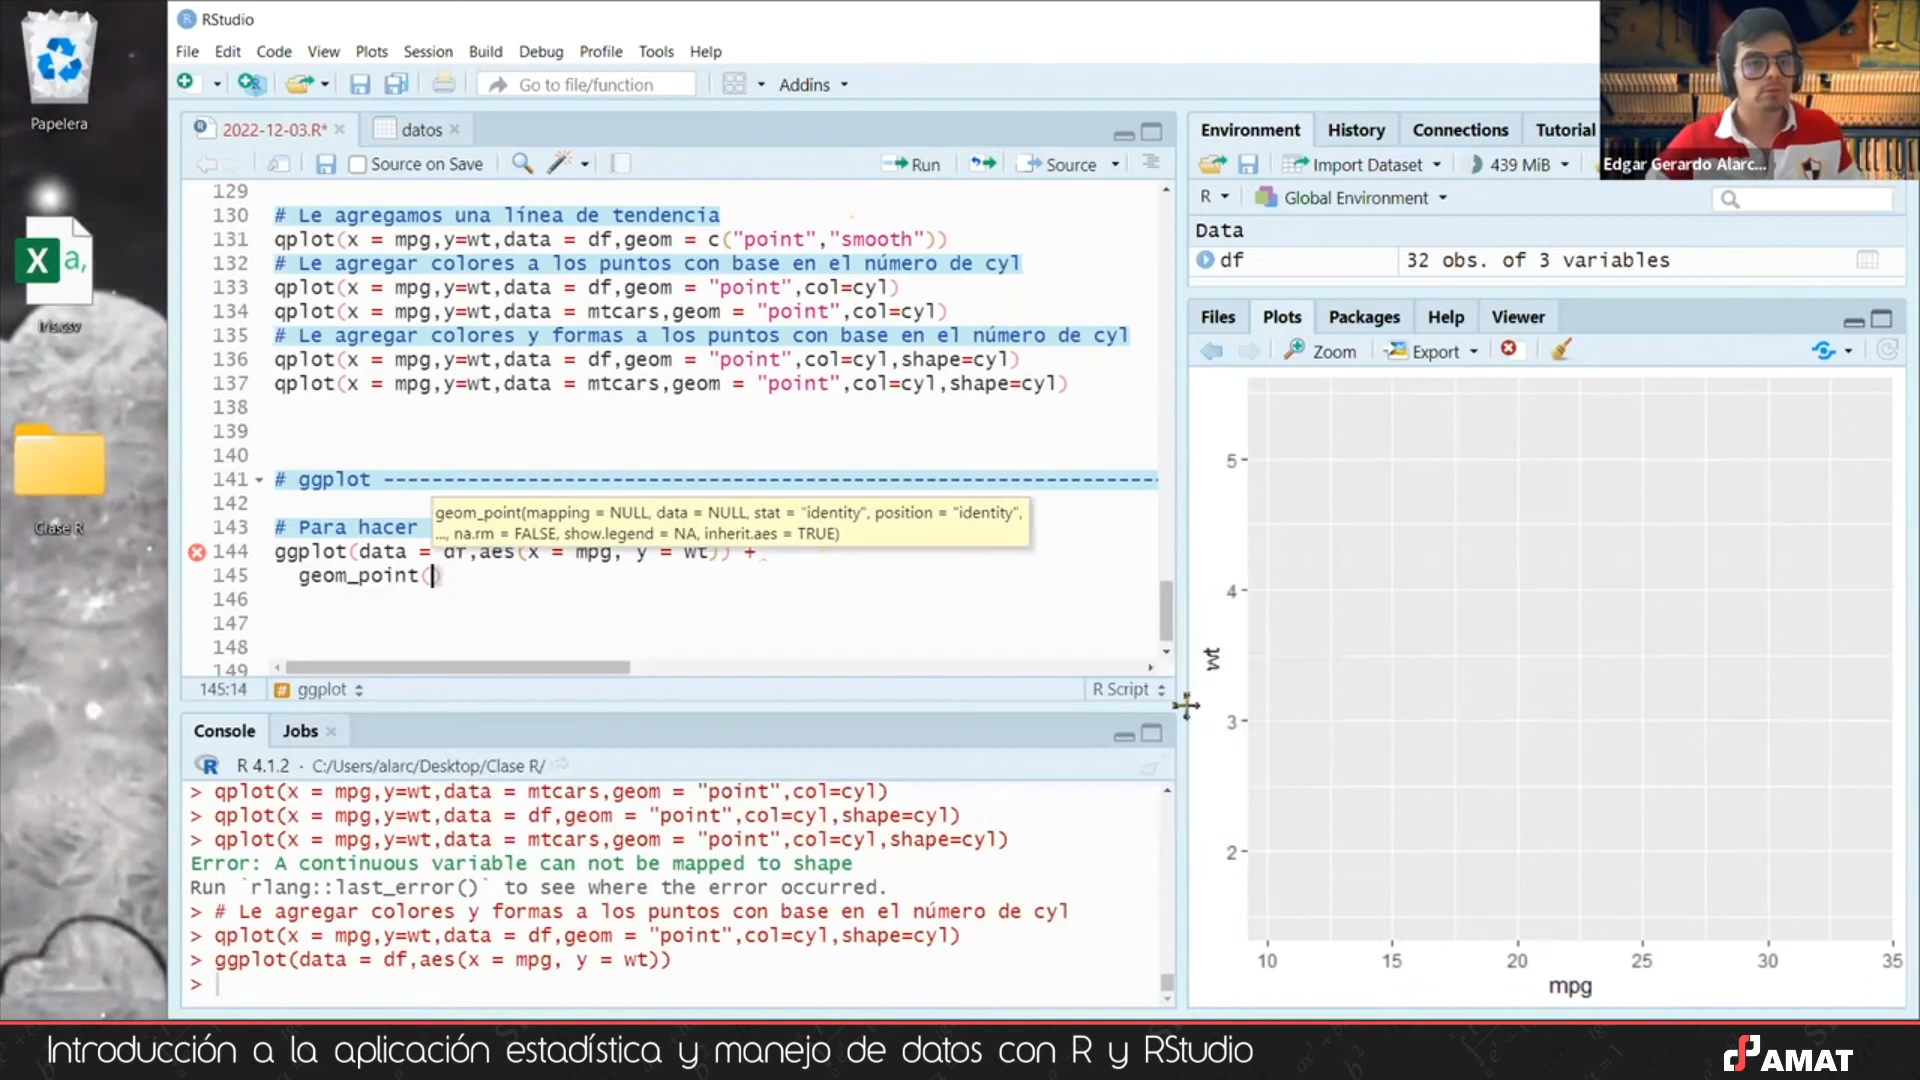 Papelera
Iris.csv
Clase R
RStudio
File Edit Code View Plots Session Build Debug Profile Tools Help
Go to file/function Addins
2022-12-03.R* datos
Source on Save Run Source
129
130 # Le agregamos una línea de tendencia
131 qplot(x = mpg,y=wt,data = df,geom = c("point","smooth"))
132 # Le agregar colores a los puntos con base en el número de cyl
133 qplot(x = mpg,y=wt,data = df,geom = "point",col=cyl)
134 qplot(x = mpg,y=wt,data = mtcars,geom = "point",col=cyl)
135 # Le agregar colores y formas a los puntos con base en el número de cyl
136 qplot(x = mpg,y=wt,data = df,geom = "point",col=cyl,shape=cyl)
137 qplot(x = mpg,y=wt,data = mtcars,geom = "point",col=cyl,shape=cyl)
138
139
140
141 # ggplot --------------------------------------------------------------
142
geom_point(mapping = NULL, data = NULL, stat = "identity", position = "identity",
..., na.rm = FALSE, show.legend = NA, inherit.aes = TRUE)
143 # Para hacer
144 ggplot(data = df,aes(x = mpg, y = wt)) +
145 geom_point()
146
147
148
149
145:14 # ggplot R Script
Console Jobs
R 4.1.2 · C:/Users/alarc/Desktop/Clase R/
> qplot(x = mpg,y=wt,data = mtcars,geom = "point",col=cyl)
> qplot(x = mpg,y=wt,data = df,geom = "point",col=cyl,shape=cyl)
> qplot(x = mpg,y=wt,data = mtcars,geom = "point",col=cyl,shape=cyl)
Error: A continuous variable can not be mapped to shape
Run `rlang::last_error()` to see where the error occurred.
> # Le agregar colores y formas a los puntos con base en el número de cyl
> qplot(x = mpg,y=wt,data = df,geom = "point",col=cyl,shape=cyl)
> ggplot(data = df,aes(x = mpg, y = wt))
>
Environment History Connections Tutorial
Import Dataset 439 MiB
R Global Environment
Data
df 32 obs. of 3 variables
Files Plots Packages Help Viewer
Zoom Export
5
4
3
2
wt
10 15 20 25 30 35
mpg
Edgar Gerardo Alarc...
Introducción a la aplicación estadística y manejo de datos con R y RStudio
AMAT